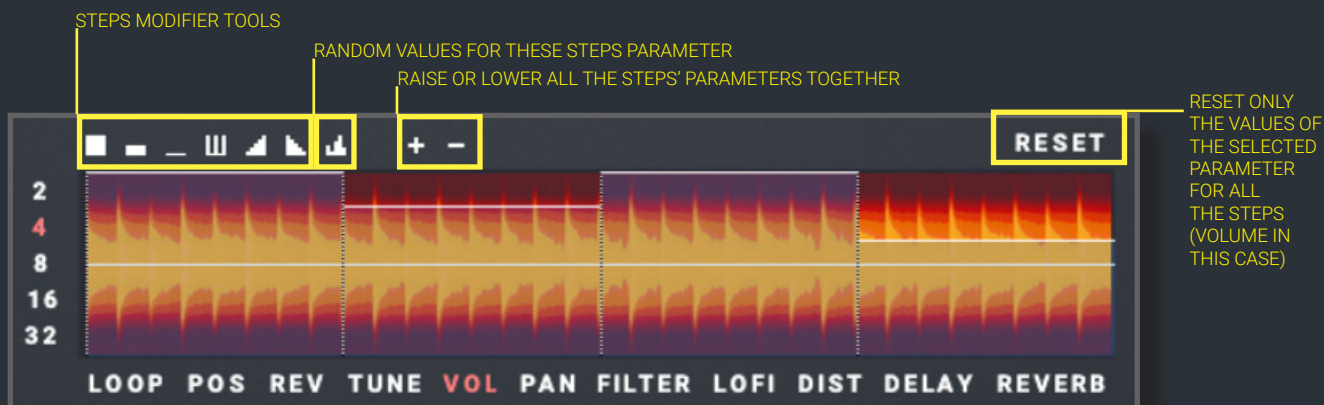 STEPS MODIFIER TOOLS
RANDOM VALUES FOR THESE STEPS PARAMETER
RAISE OR LOWER ALL THE STEPS' PARAMETERS TOGETHER
RESET ONLY
THE VALUES OF
THE SELECTED
PARAMETER
FOR ALL
THE STEPS
(VOLUME IN
THIS CASE)
+ − RESET
2
4
8
16
32
LOOP POS REV TUNE VOL PAN FILTER LOFI DIST DELAY REVERB